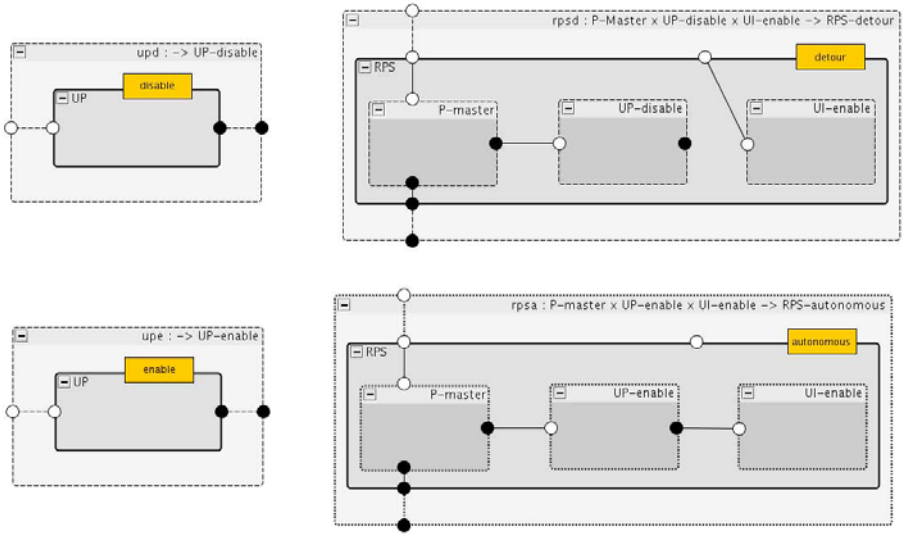 upd : -> UP-disable
disable
UP
rpsd : P-Master x UP-disable x UI-enable -> RPS-detour
detour
RPS
P-master
UP-disable
UI-enable
upe : -> UP-enable
enable
UP
rpsa : P-master x UP-enable x UI-enable -> RPS-autonomous
autonomous
RPS
P-master
UP-enable
UI-enable